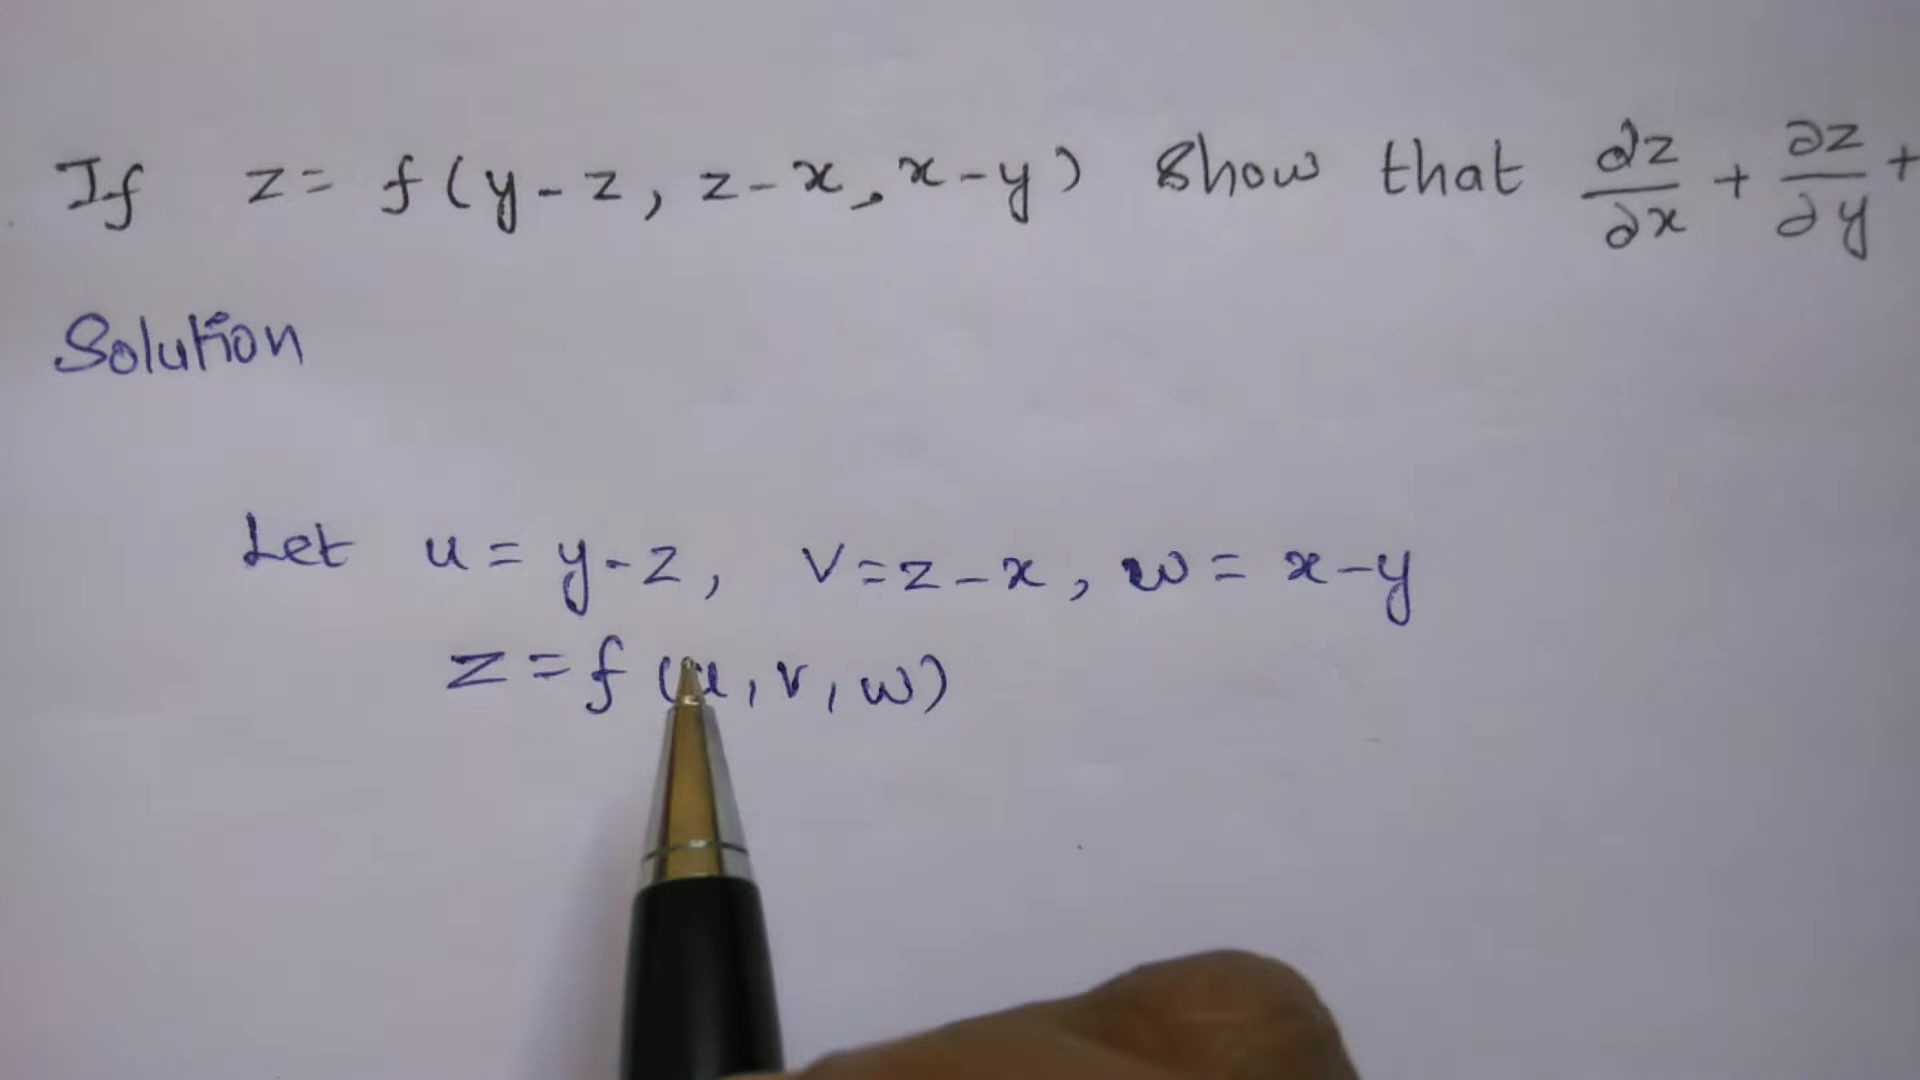 If z = f(y-z, z-x, x-y) Show that ∂z/∂x + ∂z/∂y +
Solution
Let u = y-z, v=z-x, w = x-y
z = f(u, v, w)